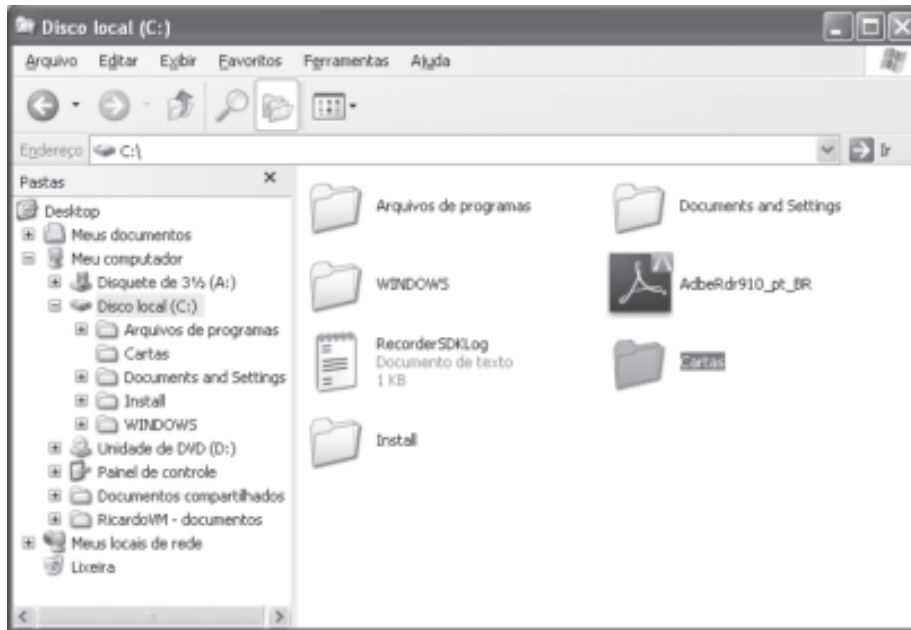 Disco local (C:)
Arquivo Editar Exibir Favoritos Ferramentas Ajuda
Endereço C:\ Ir
Pastas
Desktop
Meus documentos
Meu computador
Disquete de 3½ (A:)
Disco local (C:)
Arquivos de programas
Cartas
Documents and Settings
Install
WINDOWS
Unidade de DVD (D:)
Painel de controle
Documentos compartilhados
RicardoVM - documentos
Meus locais de rede
Lixeira
Arquivos de programas
Documents and Settings
WINDOWS
AdbeRdr910_pt_BR
RecorderSDKLog
Documento de texto
1 KB
Cartas
Install